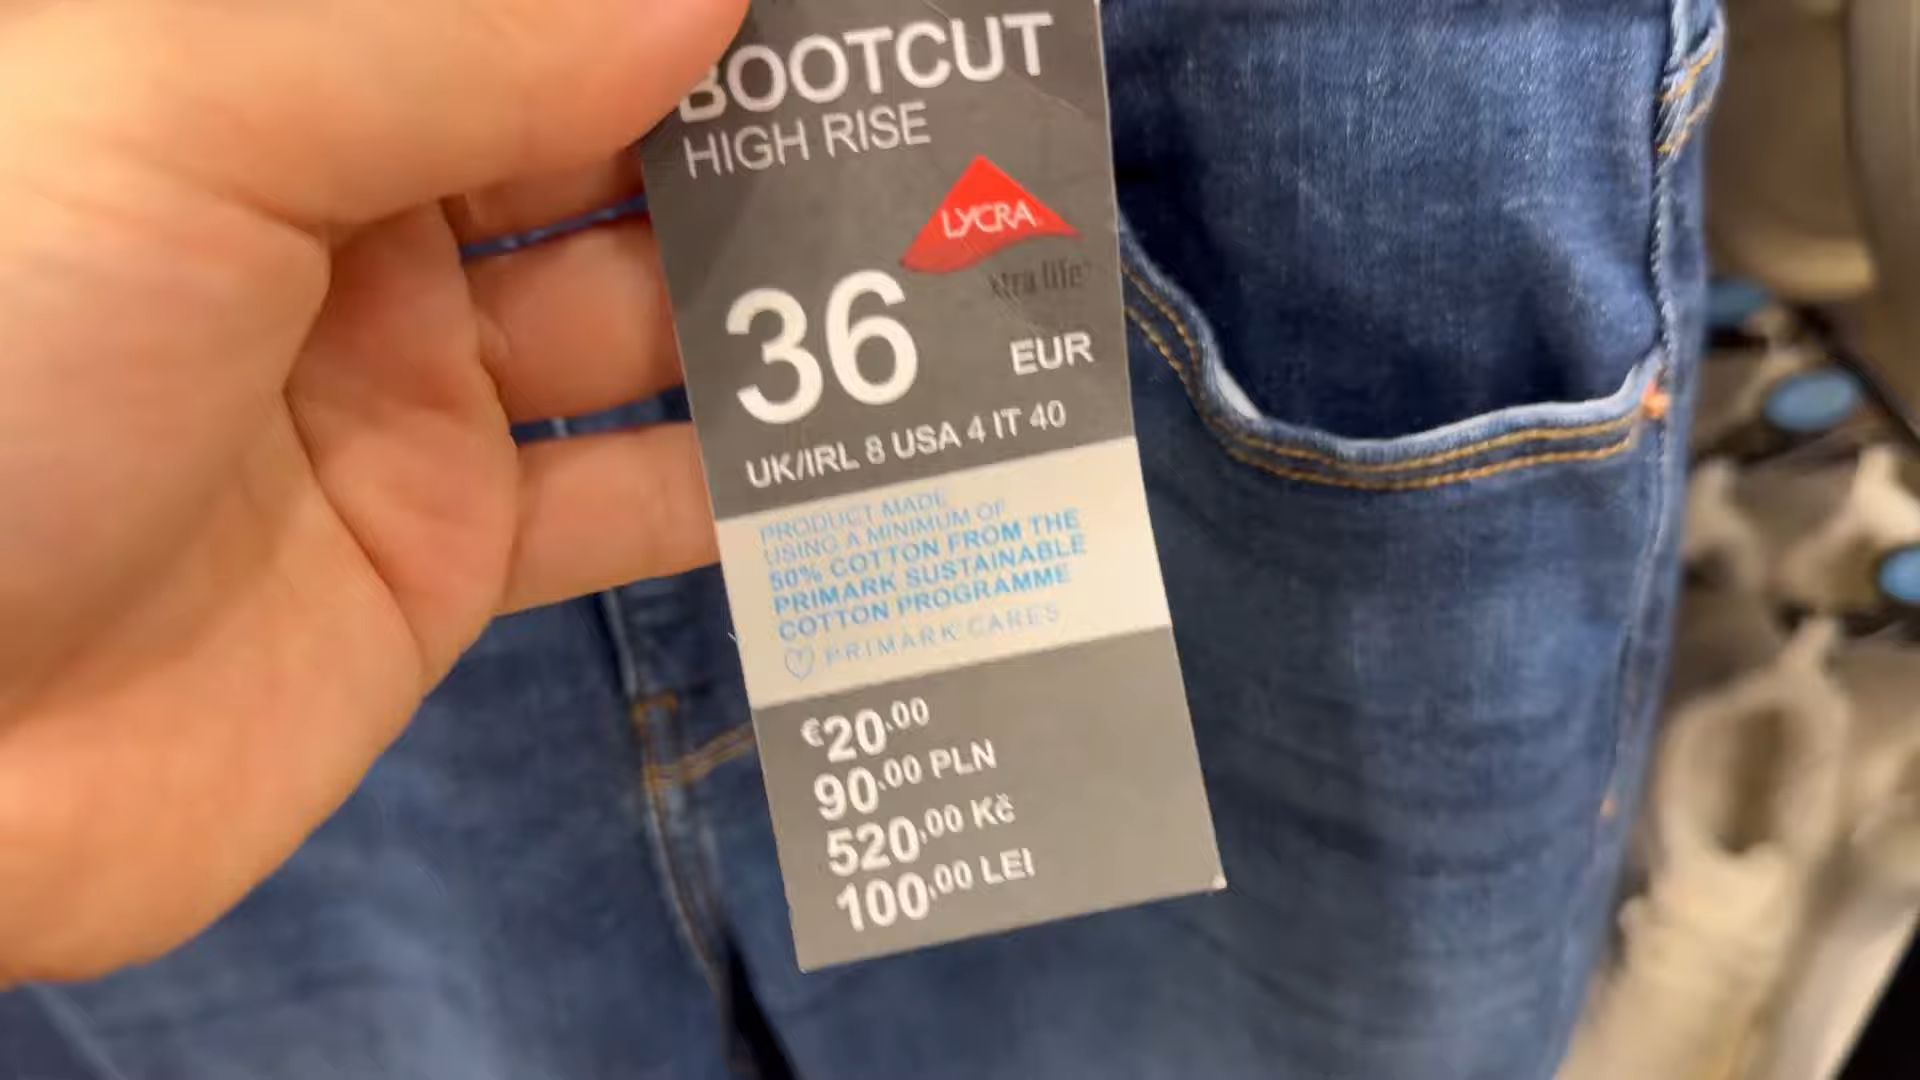 BOOTCUT
HIGH RISE
LYCRA
xtra life
36 EUR
UK/IRL 8 USA 4 IT 40
PRODUCT MADE
USING A MINIMUM OF
50% COTTON FROM THE
PRIMARK SUSTAINABLE
COTTON PROGRAMME
PRIMARK CARES
€20.00
90.00 PLN
520.00 Kč
100.00 LEI